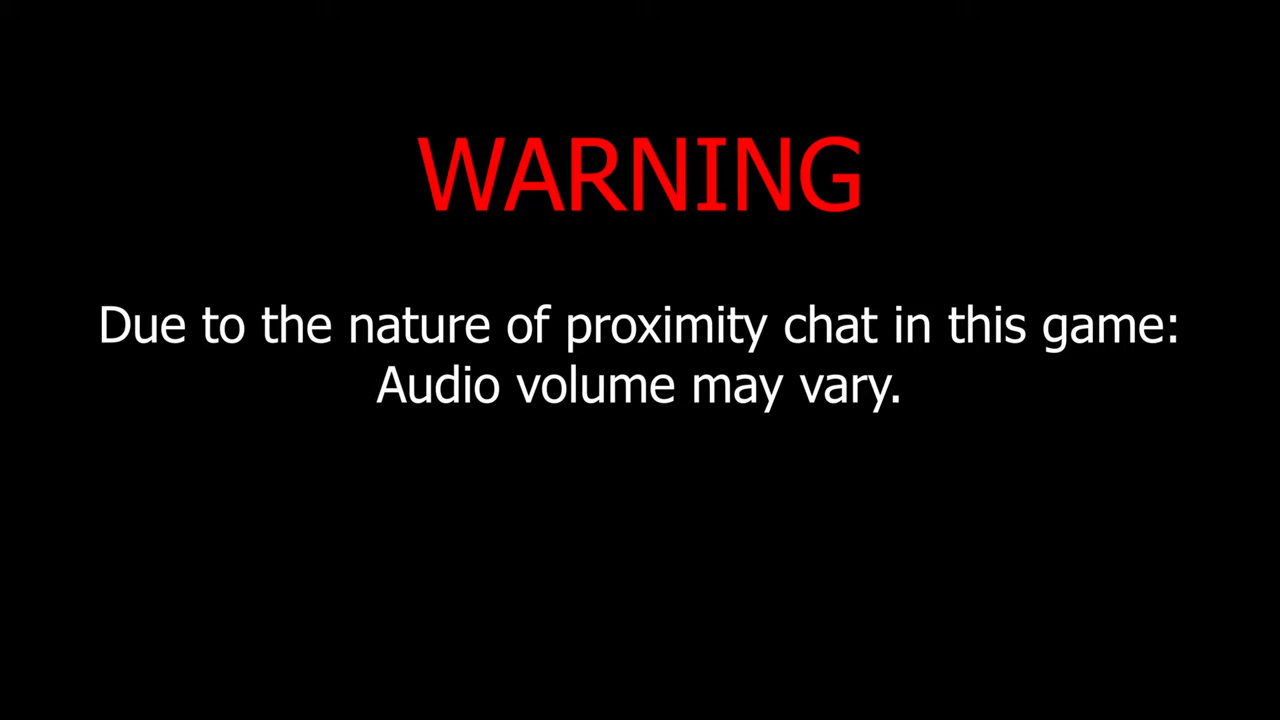 WARNING
Due to the nature of proximity chat in this game:
Audio volume may vary.